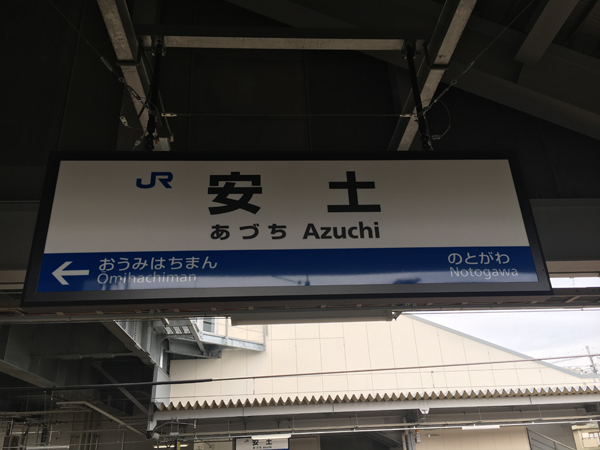 JR 安土
あづち Azuchi
← おうみはちまん のとがわ
Omihachiman Notogawa
安土